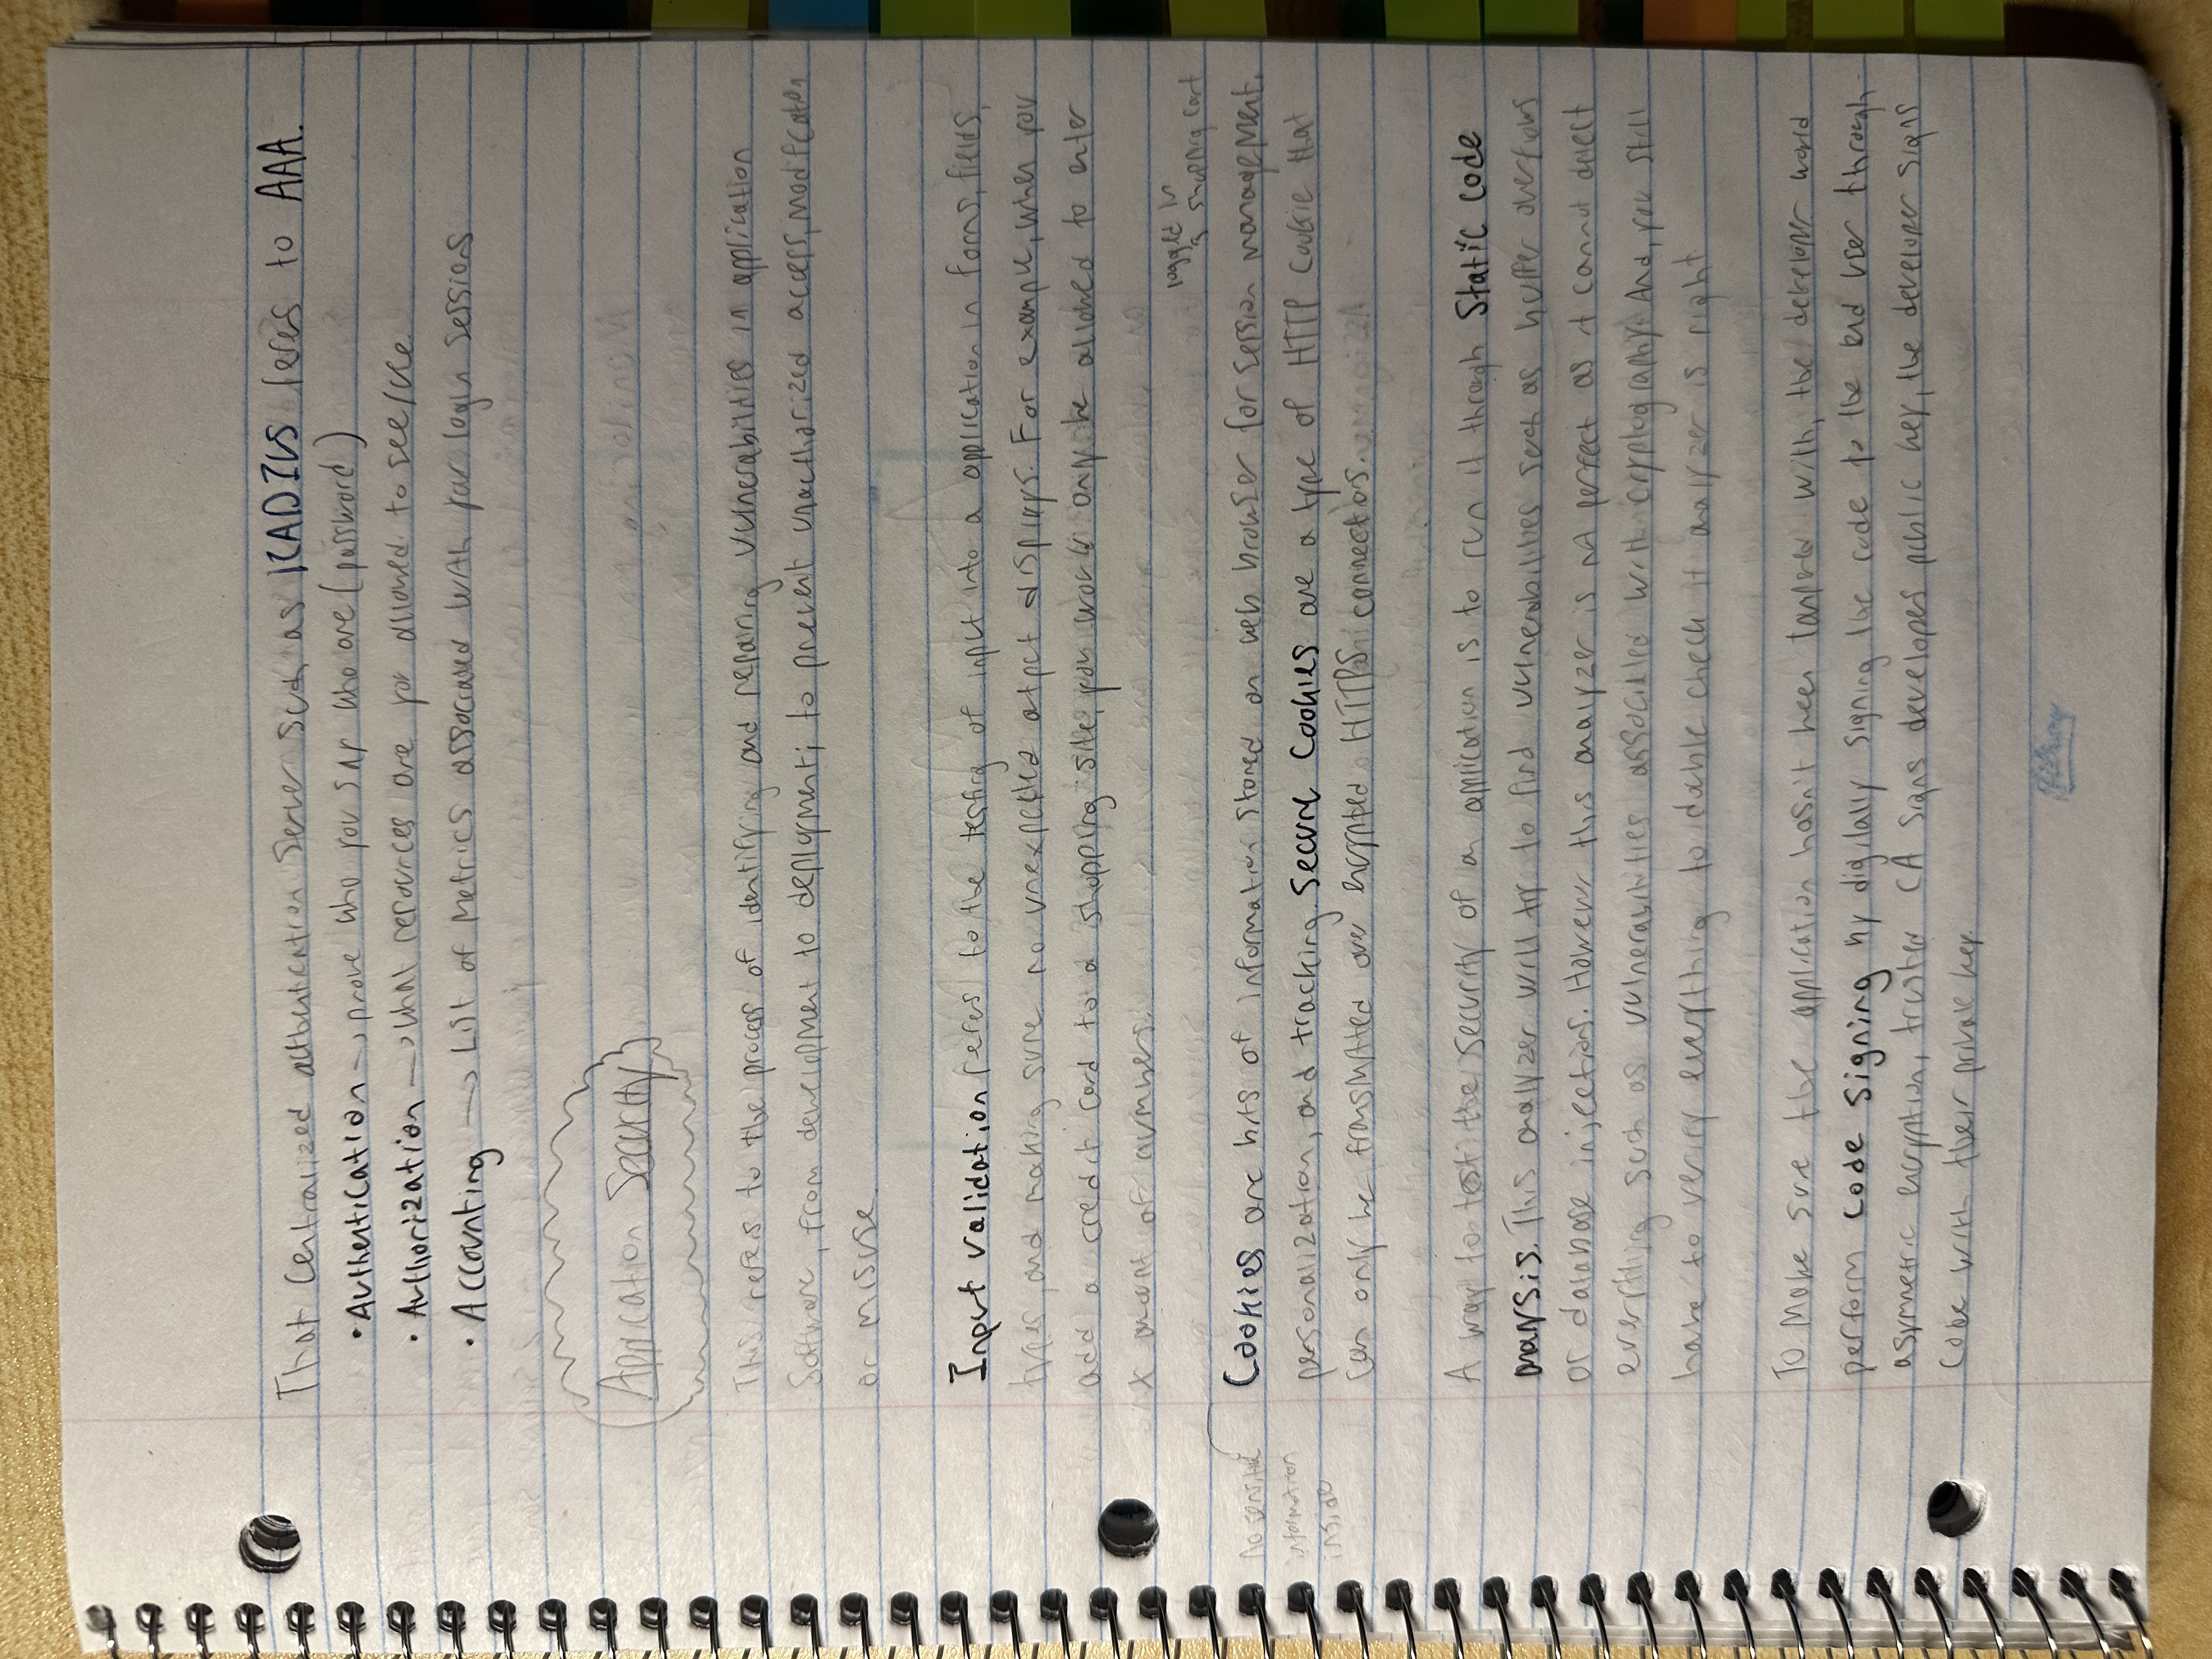 That Centralized authentication Server such as RADIUS referes to AAA.
• Authentication → prove who you say who are (password)
• Authorization → what resources are you allowed to see/use.
• Accounting → List of Metrics associated with your login sessions
Application Security
This refers to the process of identifying and repairing vulnerabilities in application
Software, from development to deployment; to prevent unauthorized access, modifcation
or misuse.
Input validation referes to the testing of input into a application in forms, fields,
types, and making sure no unexpected output displays. For example, when you
add a credit card to a shopping site, you would only be allowed to enter
X amount of numbers.
logged in
shopping cart
Cookies are bits of information stored on web browser for session management,
No sensitive
information
inside
personalization, and tracking. Secure Cookies are a type of HTTP Cookie that
can only be transmitted over encrypted HTTPS connections.
A way to test the security of an application is to run it through Static code
analysis. This analyzer will try to find vulnerabilities such as buffer overflows
or database injections. However this analyzer is not perfect as it cannot detect
everything such as vulnerabilities associated with cryptography. And, you still
have to verify everything to double check if analyzer is right
To Make sure the application hasn't been tampered with, the developer would
perform code signing by digitally signing the code to the end user through
asymmetric encryption, trusted CA signs developers public key, the developer signs
code with their private key.